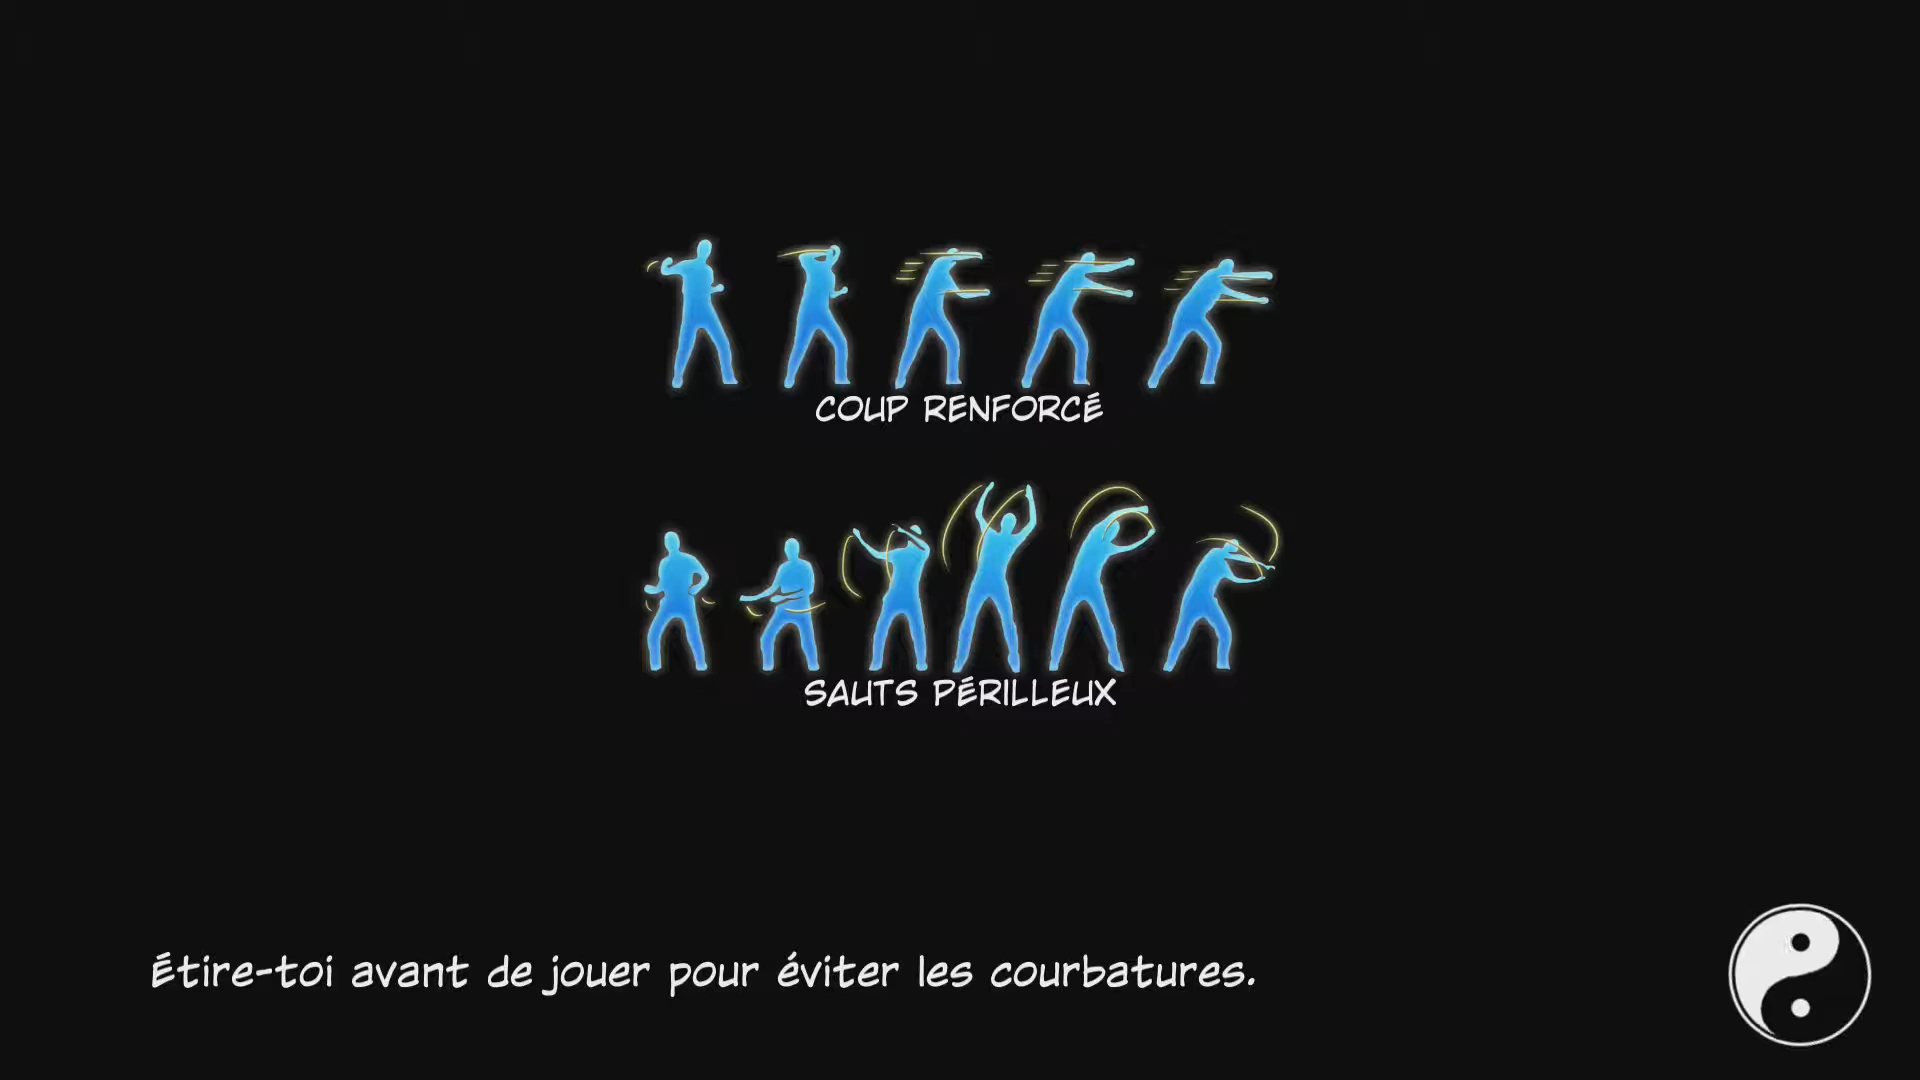 COUP RENFORCÉ
SAUTS PÉRILLEUX
Étire-toi avant de jouer pour éviter les courbatures.